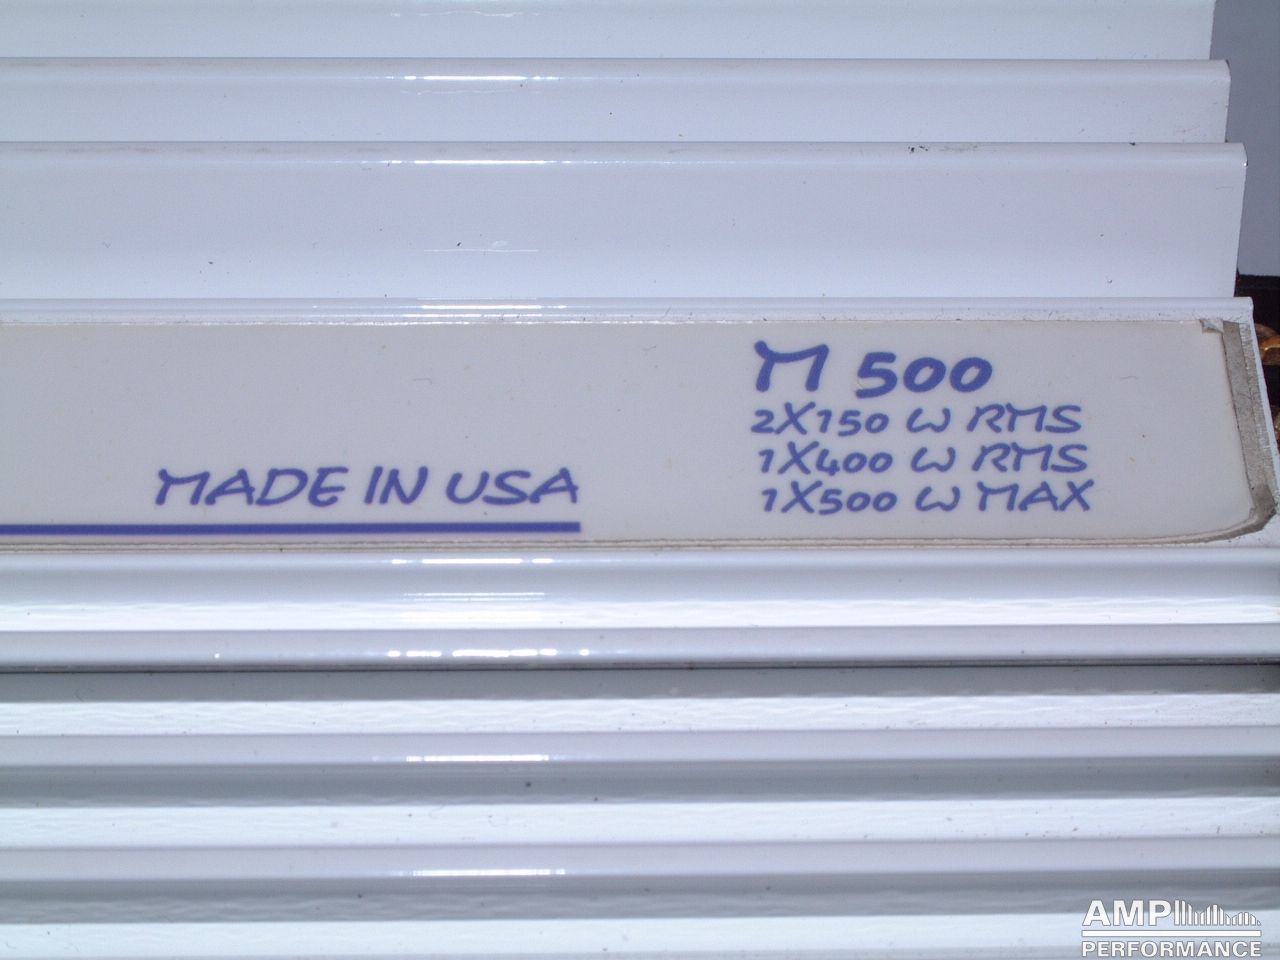 MADE IN USA
M 500
2X150 W RMS
1X400 W RMS
1X500 W MAX
AMP
PERFORMANCE